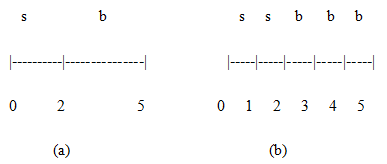 s b s s b b b
|----------|---------------| |-----|-----|-----|-----|-----|
0 2 5 0 1 2 3 4 5
(a) (b)